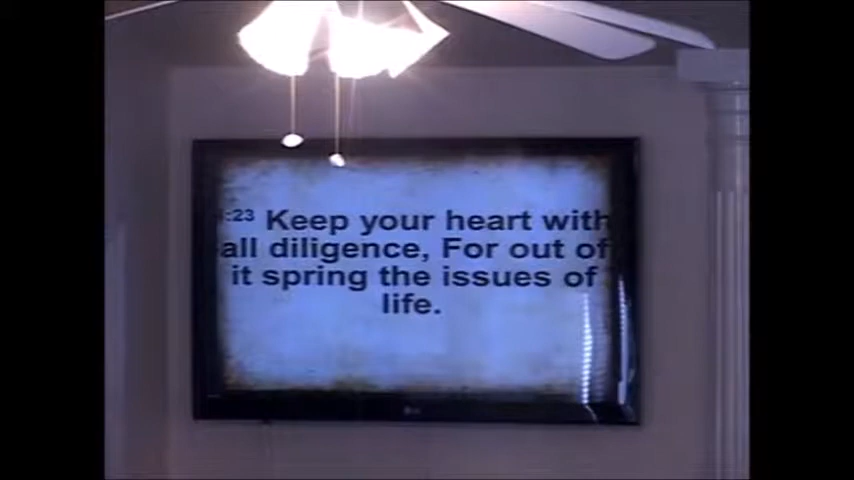 :23 Keep your heart with
all diligence, For out of
it spring the issues of
life.